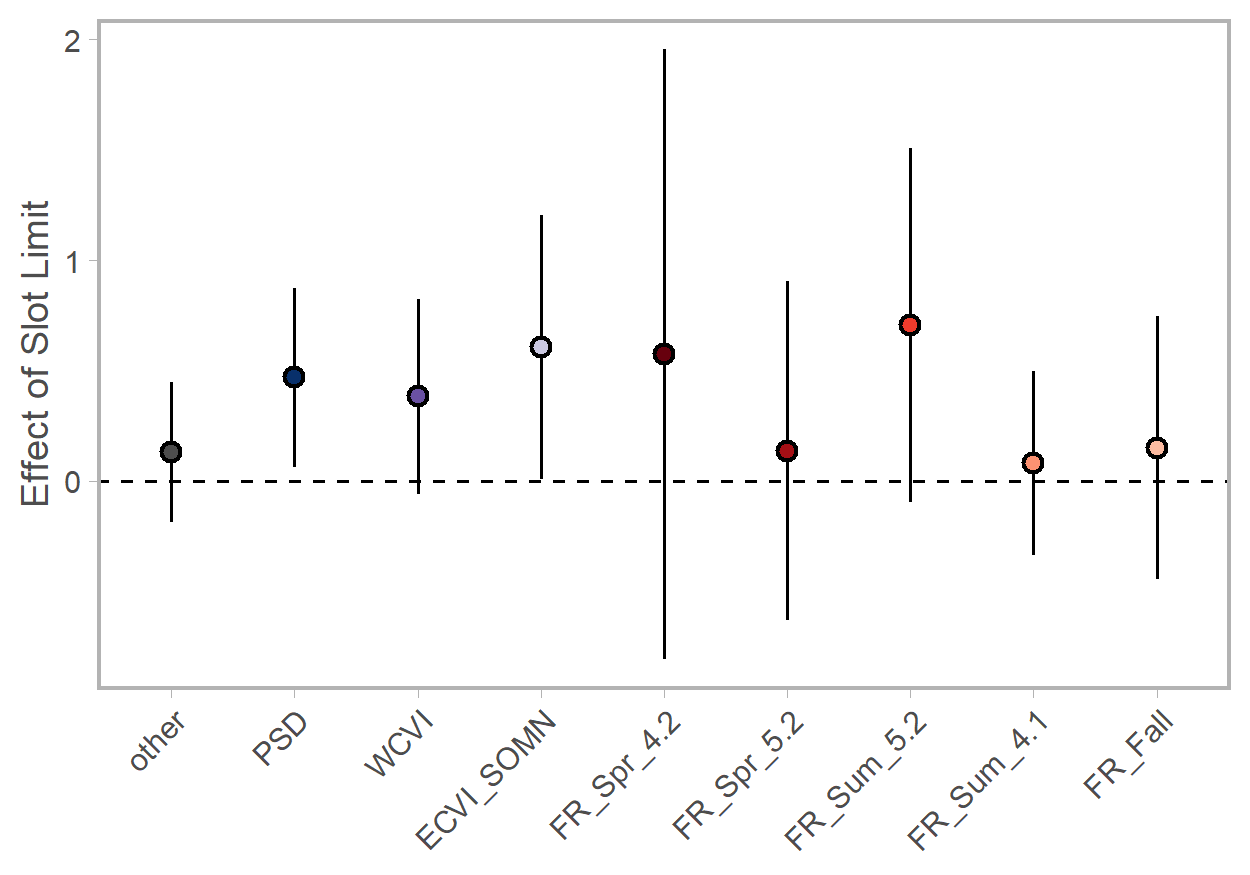 Effect of Slot Limit
2
1
0
other
PSD
WCVI
ECVI_SOMN
FR_Spr_4.2
FR_Spr_5.2
FR_Sum_5.2
FR_Sum_4.1
FR_Fall